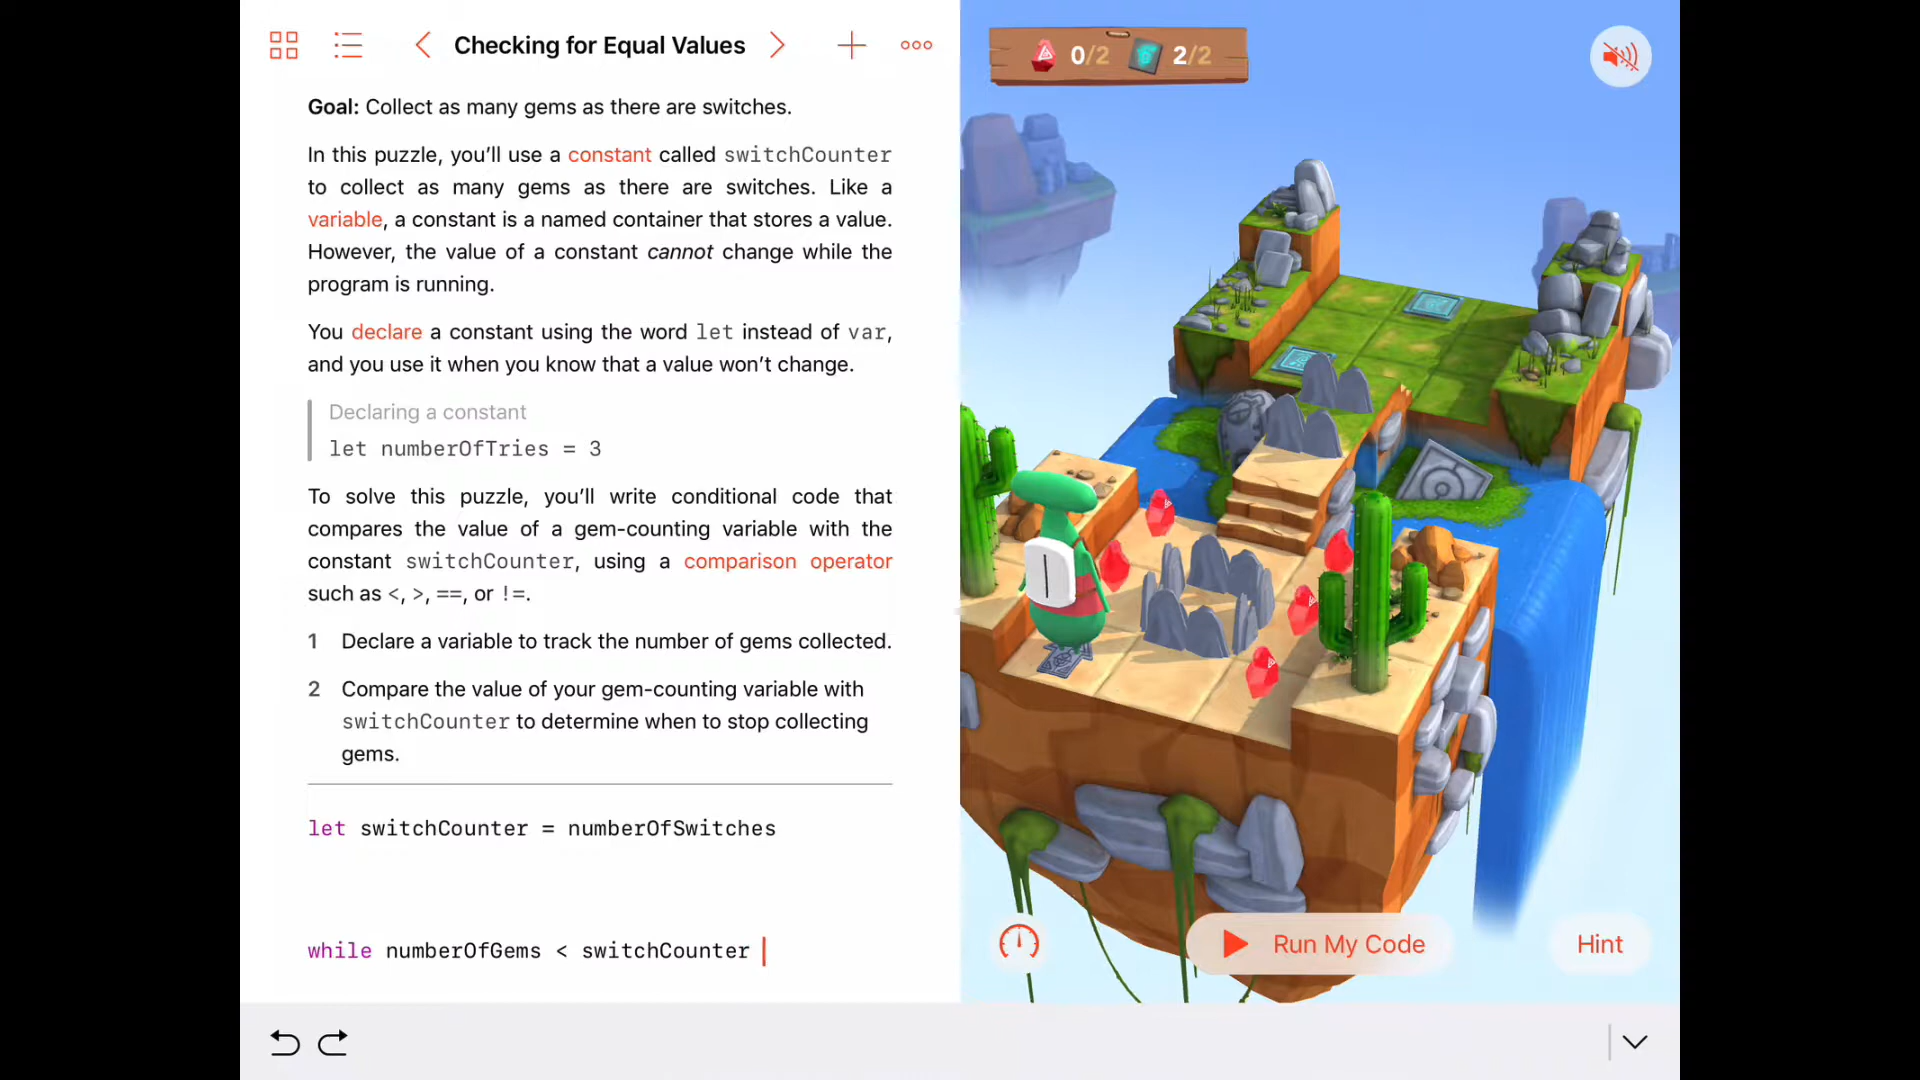 Checking for Equal Values
0/2 2/2
Goal: Collect as many gems as there are switches.
In this puzzle, you’ll use a constant called switchCounter
to collect as many gems as there are switches. Like a
variable, a constant is a named container that stores a value.
However, the value of a constant cannot change while the
program is running.
You declare a constant using the word let instead of var,
and you use it when you know that a value won’t change.
Declaring a constant
let numberOfTries = 3
To solve this puzzle, you’ll write conditional code that
compares the value of a gem-counting variable with the
constant switchCounter, using a comparison operator
such as <, >, ==, or !=.
1 Declare a variable to track the number of gems collected.
2 Compare the value of your gem-counting variable with
switchCounter to determine when to stop collecting
gems.
let switchCounter = numberOfSwitches
while numberOfGems < switchCounter
Run My Code
Hint